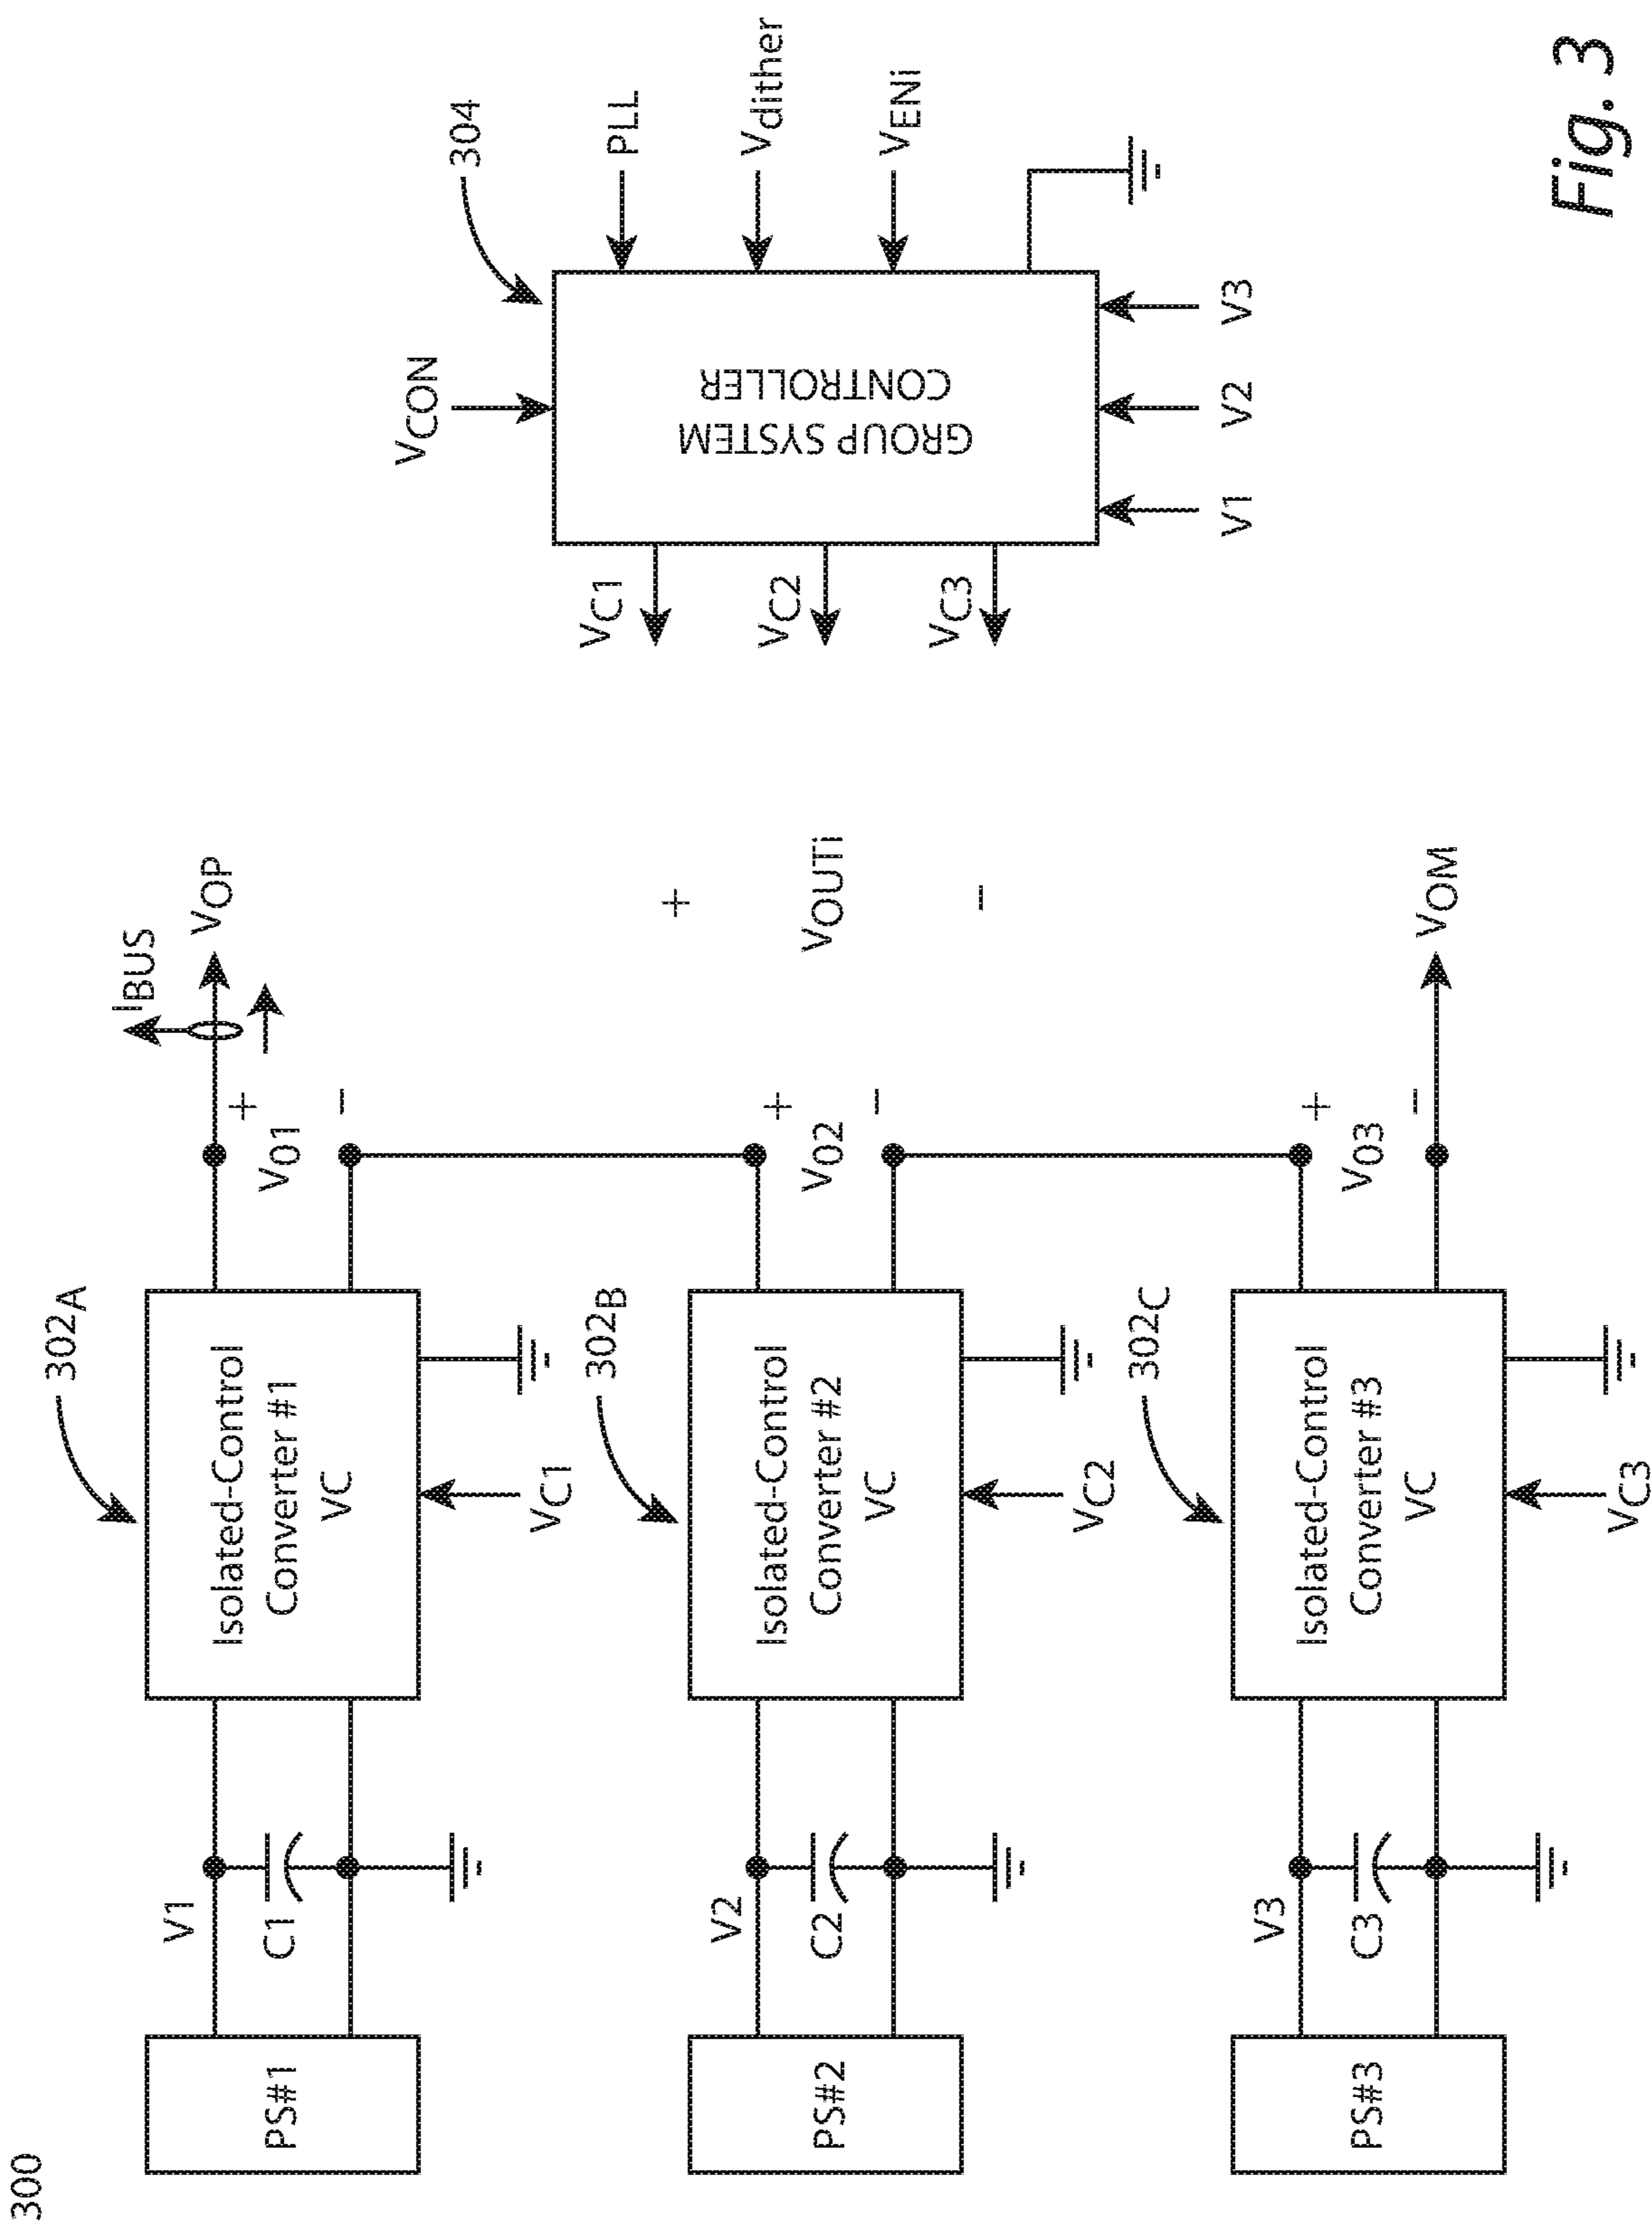 300
PS#1
V1
C1
302A
Isolated-Control
Converter #1
VC
VC1
+
V01
−
IBUS
VOP
PS#2
V2
C2
302B
Isolated-Control
Converter #2
VC
VC2
+
V02
−
+
VOUTi
−
PS#3
V3
C3
302C
Isolated-Control
Converter #3
VC
VC3
+
V03
−
VOM
VCON
304
VC1
VC2
VC3
GROUP SYSTEM
CONTROLLER
PLL
Vdither
VENi
V1
V2
V3
Fig. 3